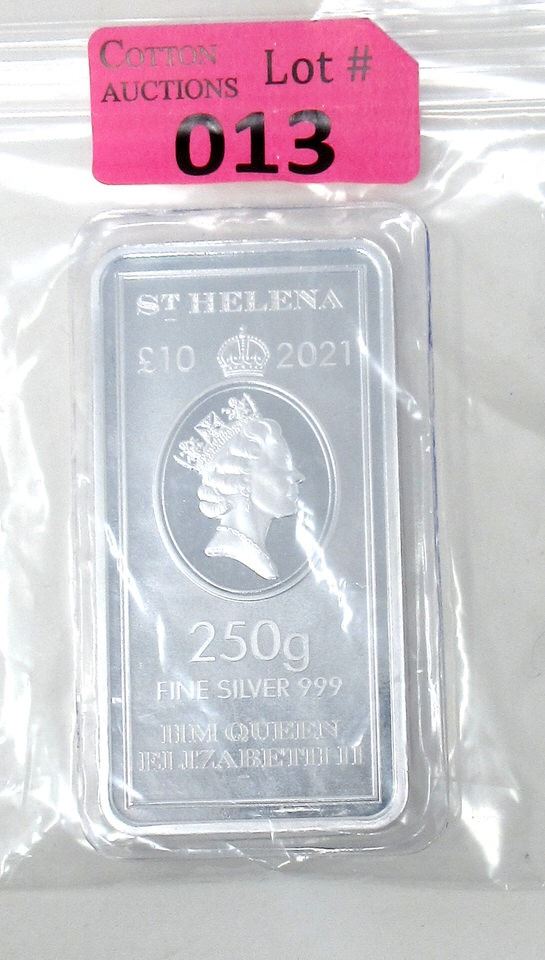 COTTON
AUCTIONS
Lot #
013
ST HELENA
£10 2021
250g
FINE SILVER 999
HM QUEEN
ELIZABETH II